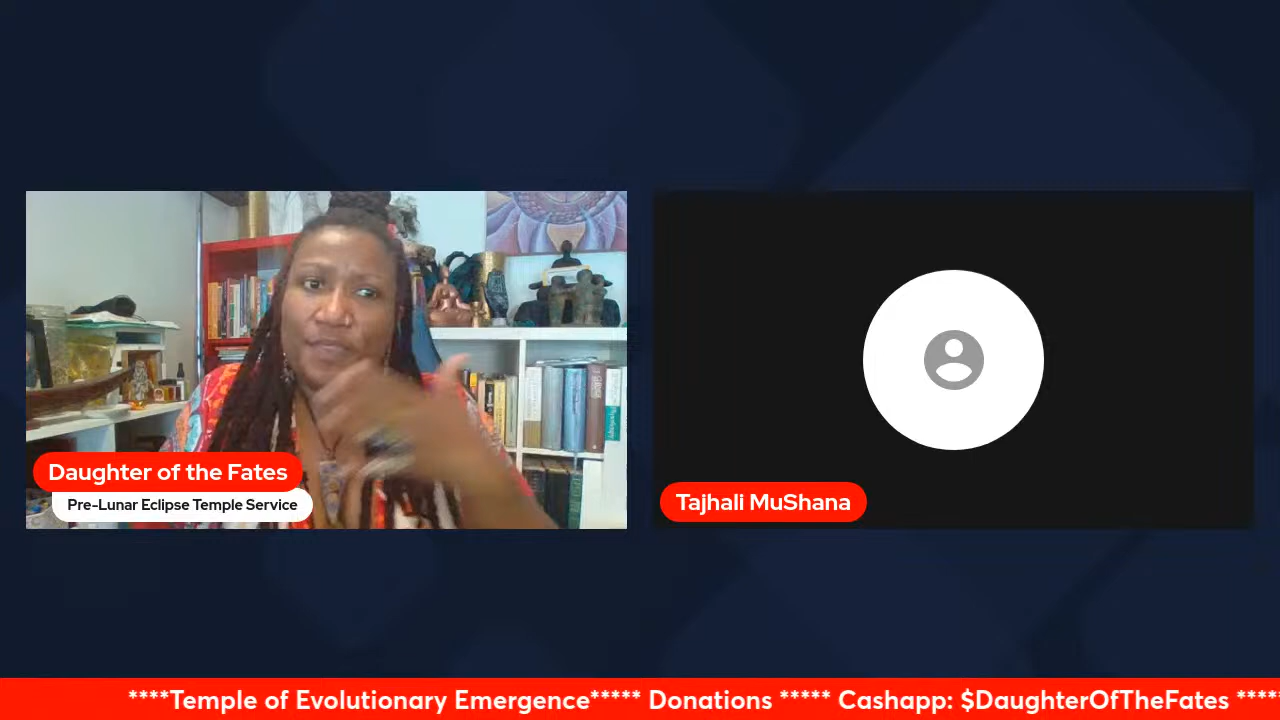 Daughter of the Fates
Pre-Lunar Eclipse Temple Service
Tajhali MuShana
****Temple of Evolutionary Emergence***** Donations ***** Cashapp: $DaughterOfTheFates *****